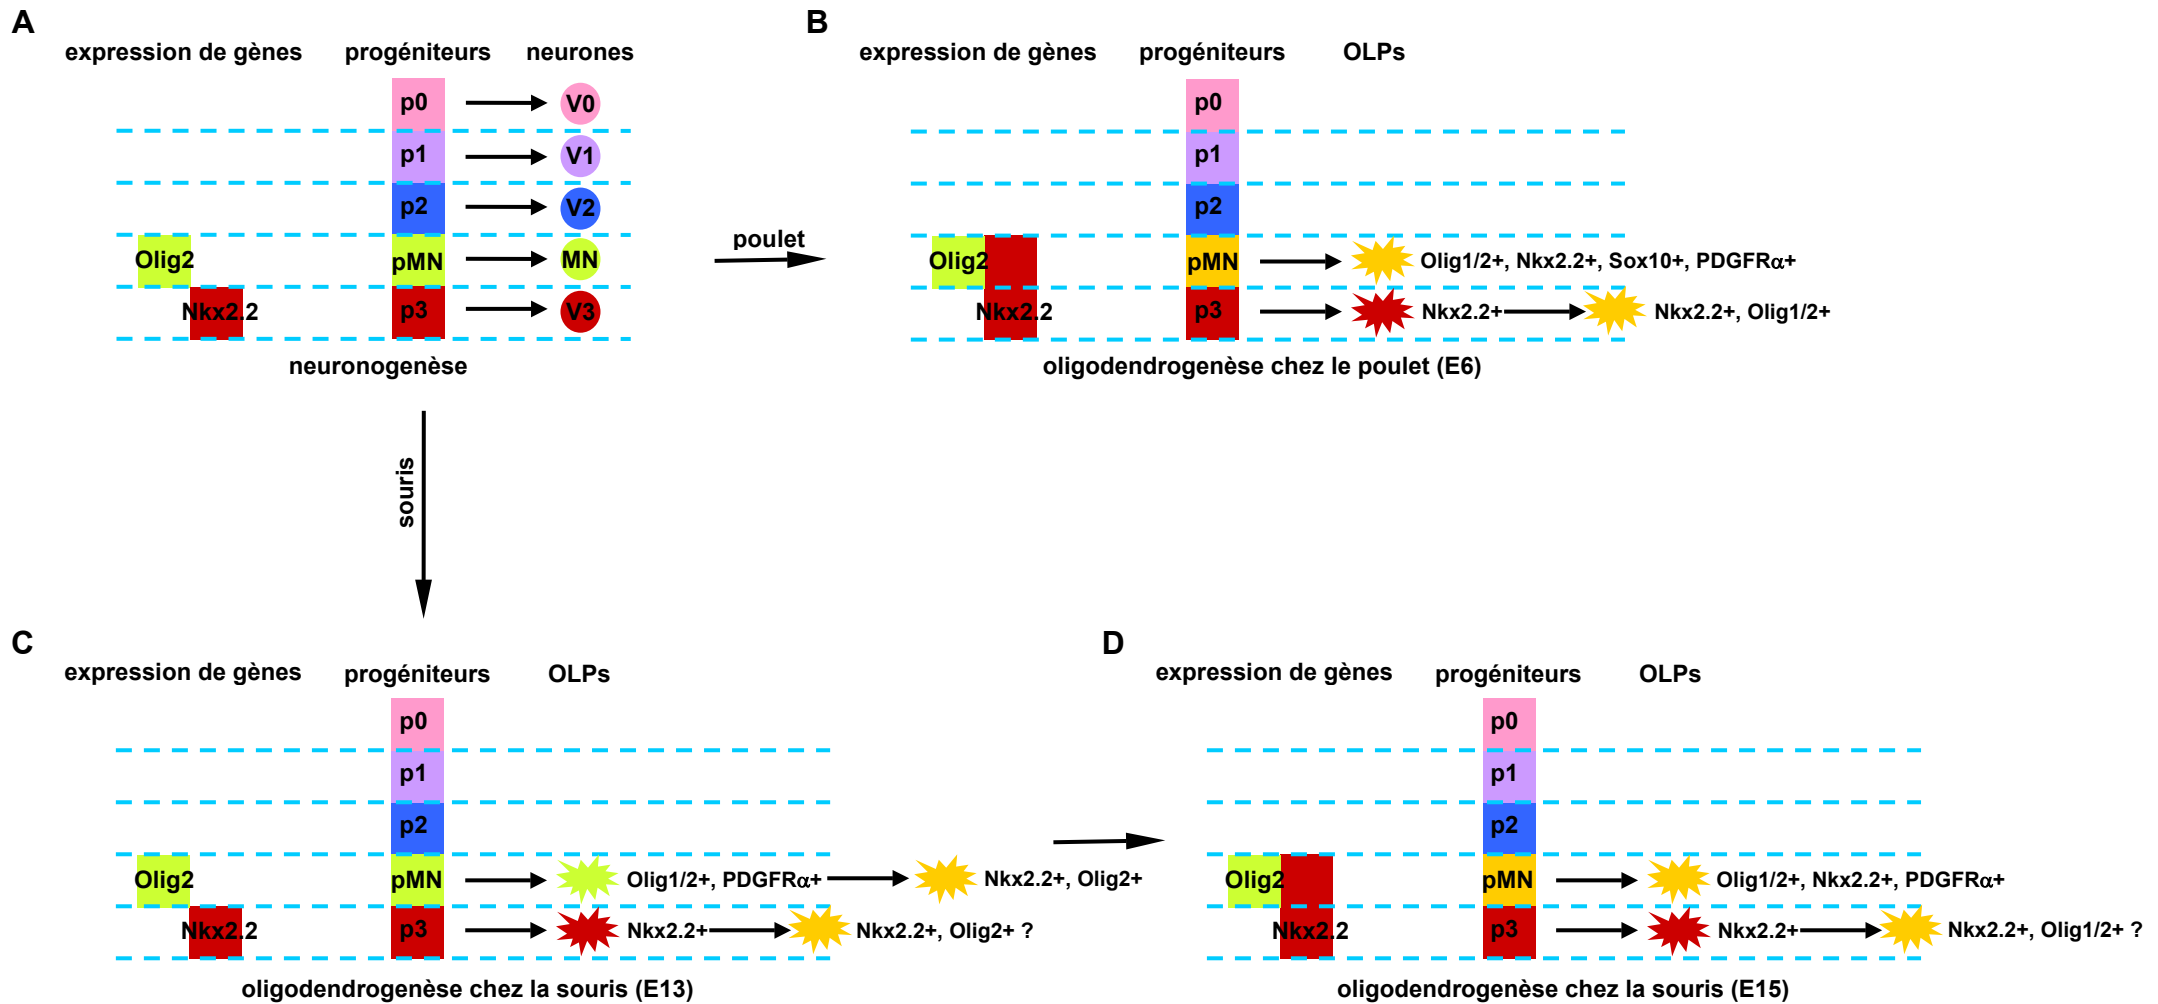 A
expression de gènes progéniteurs neurones
p0 V0
p1 V1
p2 V2
Olig2 pMN MN
Nkx2.2 p3 V3
neuronogenèse
poulet
B
expression de gènes progéniteurs OLPs
p0
p1
p2
Olig2 pMN Olig1/2+, Nkx2.2+, Sox10+, PDGFRα+
Nkx2.2 p3 Nkx2.2+ Nkx2.2+, Olig1/2+
oligodendrogenèse chez le poulet (E6)
souris
C
expression de gènes progéniteurs OLPs
p0
p1
p2
Olig2 pMN Olig1/2+, PDGFRα+ Nkx2.2+, Olig2+
Nkx2.2 p3 Nkx2.2+ Nkx2.2+, Olig2+ ?
oligodendrogenèse chez la souris (E13)
D
expression de gènes progéniteurs OLPs
p0
p1
p2
Olig2 pMN Olig1/2+, Nkx2.2+, PDGFRα+
Nkx2.2 p3 Nkx2.2+ Nkx2.2+, Olig1/2+ ?
oligodendrogenèse chez la souris (E15)